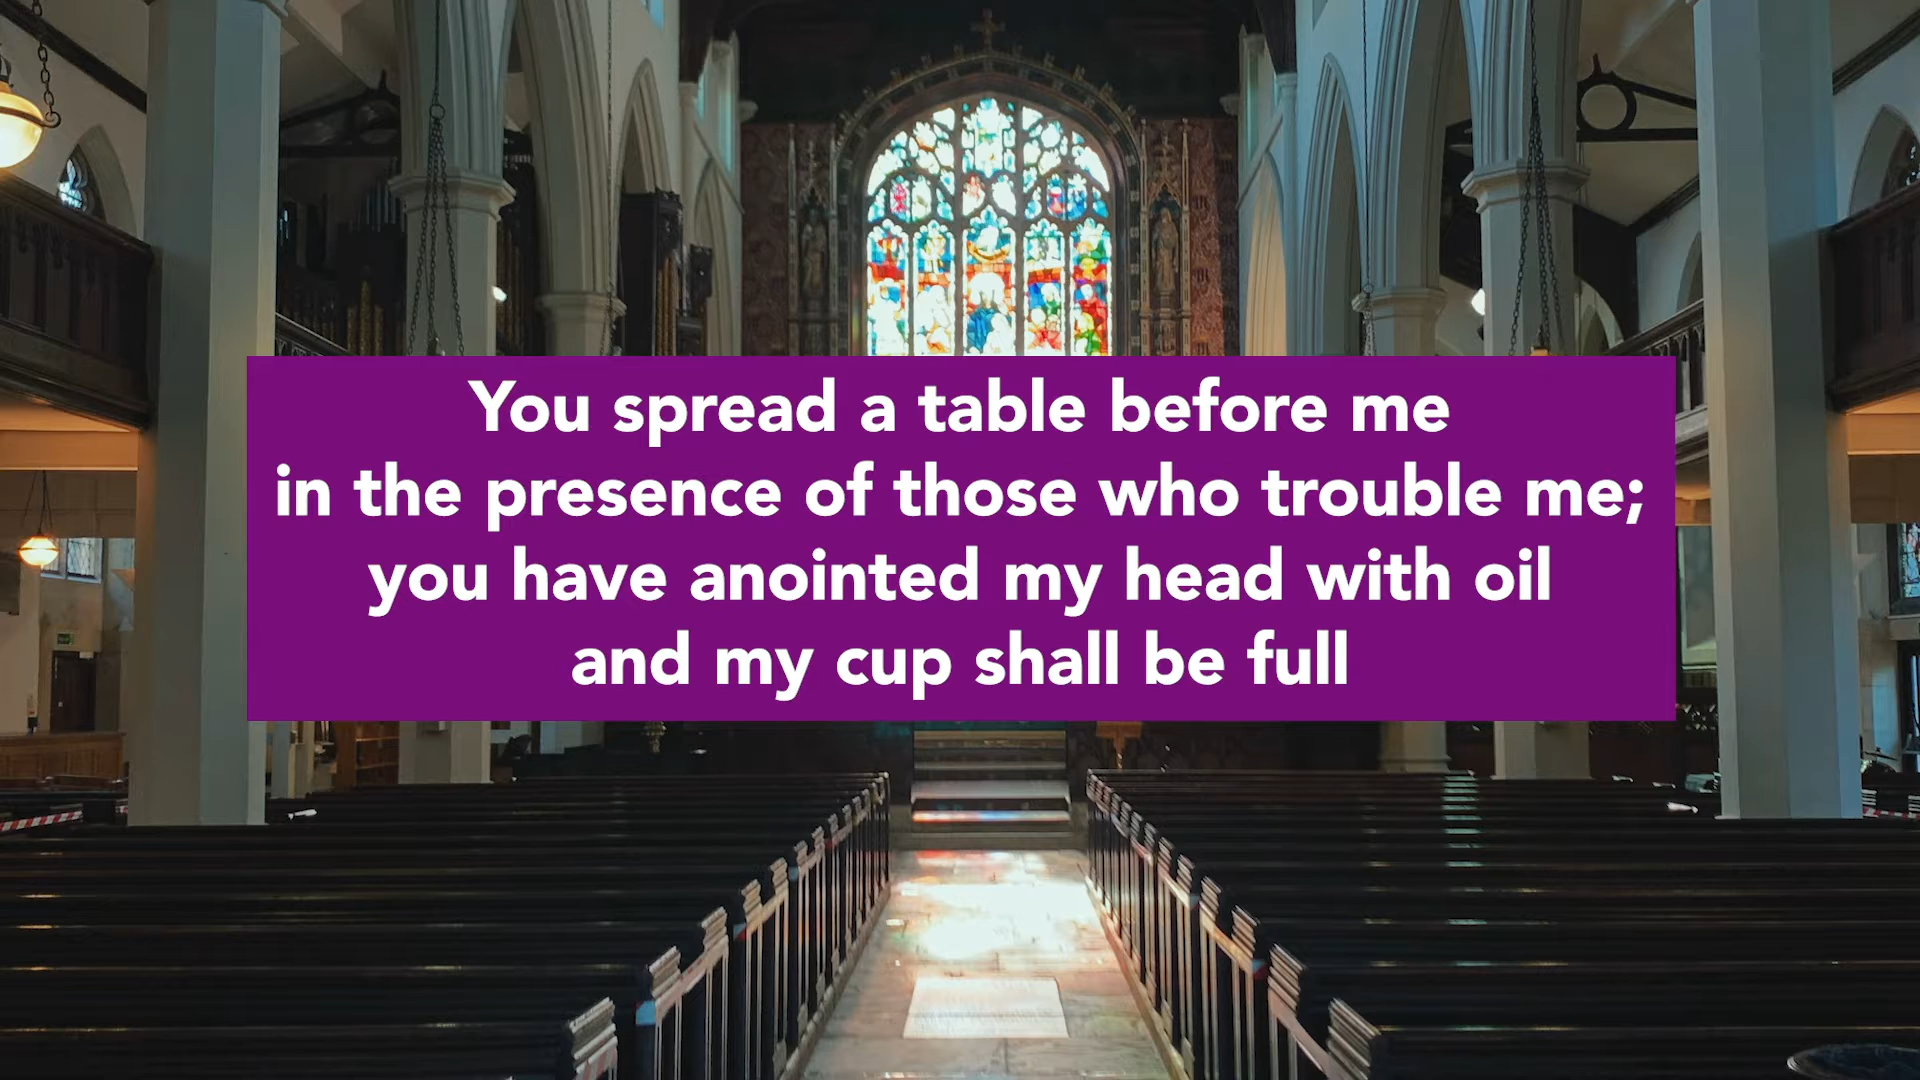 You spread a table before me
in the presence of those who trouble me;
you have anointed my head with oil
and my cup shall be full